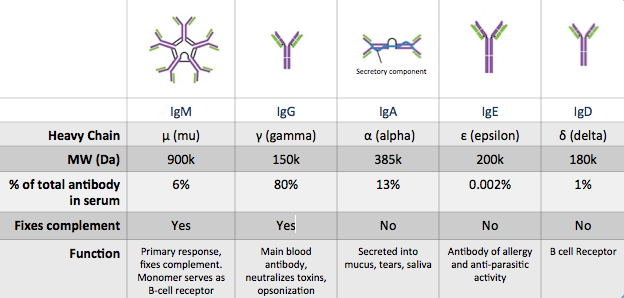 Secretory component
IgM IgG IgA IgE IgD
Heavy Chain μ (mu) γ (gamma) α (alpha) ε (epsilon) δ (delta)
MW (Da) 900k 150k 385k 200k 180k
% of total antibody
in serum 6% 80% 13% 0.002% 1%
Fixes complement Yes Yes No No No
Function Primary response, Main blood Secreted into Antibody of allergy B cell Receptor
fixes complement. antibody, mucus, tears, saliva and anti-parasitic
Monomer serves as neutralizes toxins, activity
B-cell receptor opsonization